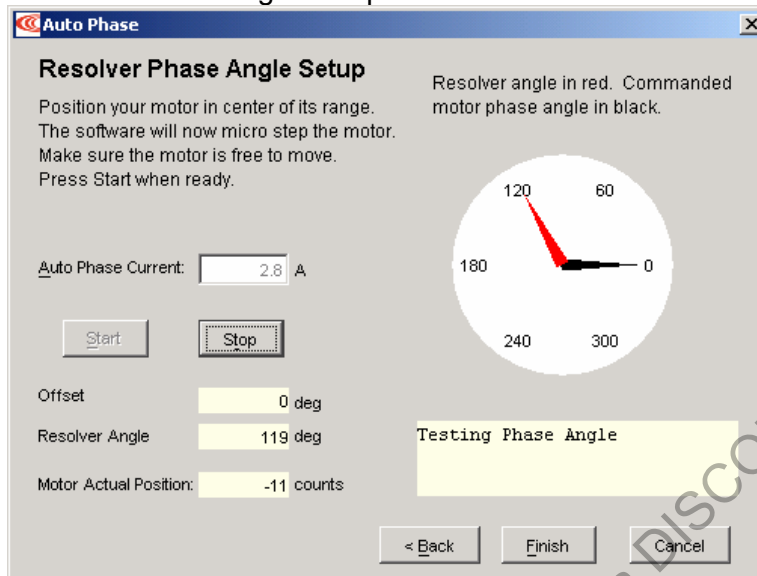 Auto Phase
Resolver Phase Angle Setup
Position your motor in center of its range.
The software will now micro step the motor.
Make sure the motor is free to move.
Press Start when ready.
Resolver angle in red. Commanded
motor phase angle in black.
120 60
180 0
240 300
Auto Phase Current: 2.8 A
Start Stop
Offset 0 deg
Resolver Angle 119 deg
Motor Actual Position: -11 counts
Testing Phase Angle
< Back Finish Cancel
DISCO